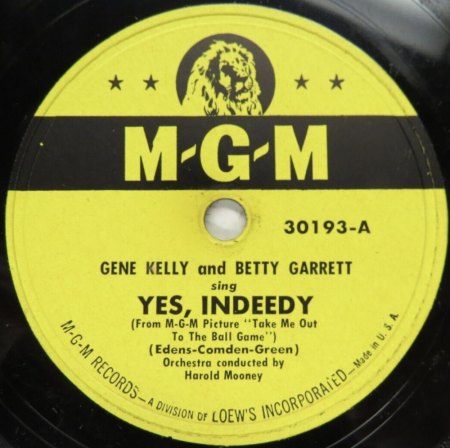 ★ ★ ★ ★
M-G-M
30193-A
GENE KELLY and BETTY GARRETT
sing
YES, INDEEDY
(From M-G-M Picture "Take Me Out
To The Ball Game")
(Edens-Comden-Green)
Orchestra conducted by
Harold Mooney
M-G-M RECORDS—A DIVISION OF LOEW'S INCORPORATED—Made in U. S. A.